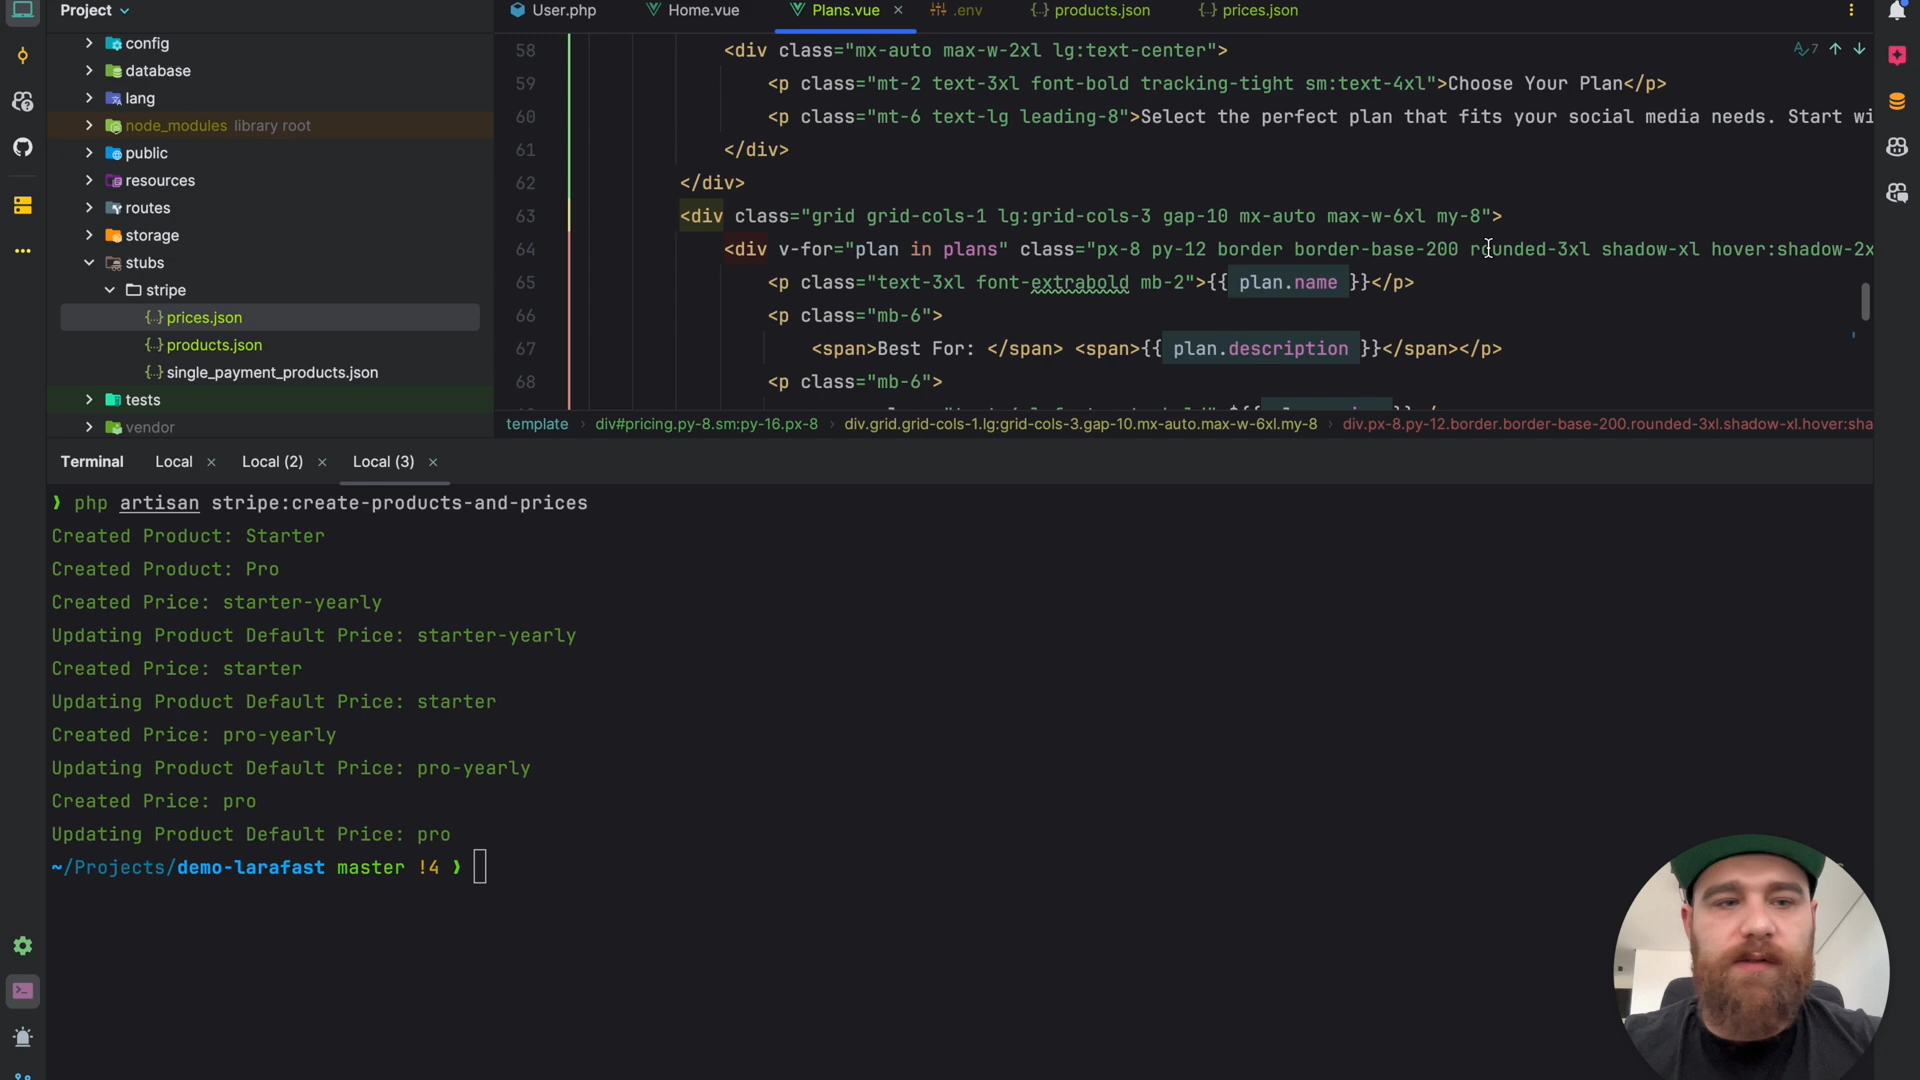 Project
User.php
Home.vue
Plans.vue
.env
products.json
prices.json
config
database
lang
node_modules library root
public
resources
routes
storage
stubs
stripe
prices.json
products.json
single_payment_products.json
tests
vendor
7
58 <div class="mx-auto max-w-2xl lg:text-center">
59 <p class="mt-2 text-3xl font-bold tracking-tight sm:text-4xl">Choose Your Plan</p>
60 <p class="mt-6 text-lg leading-8">Select the perfect plan that fits your social media needs. Start wi
61 </div>
62 </div>
63 <div class="grid grid-cols-1 lg:grid-cols-3 gap-10 mx-auto max-w-6xl my-8">
64 <div v-for="plan in plans" class="px-8 py-12 border border-base-200 rounded-3xl shadow-xl hover:shadow-2x
65 <p class="text-3xl font-extrabold mb-2">{{ plan.name }}</p>
66 <p class="mb-6">
67 <span>Best For: </span> <span>{{ plan.description }}</span></p>
68 <p class="mb-6">
template › div#pricing.py-8.sm:py-16.px-8 › div.grid.grid-cols-1.lg:grid-cols-3.gap-10.mx-auto.max-w-6xl.my-8 › div.px-8.py-12.border.border-base-200.rounded-3xl.shadow-xl.hover:sha
Terminal Local × Local (2) × Local (3) ×
❯ php artisan stripe:create-products-and-prices
Created Product: Starter
Created Product: Pro
Created Price: starter-yearly
Updating Product Default Price: starter-yearly
Created Price: starter
Updating Product Default Price: starter
Created Price: pro-yearly
Updating Product Default Price: pro-yearly
Created Price: pro
Updating Product Default Price: pro
~/Projects/demo-larafast master !4 ❯